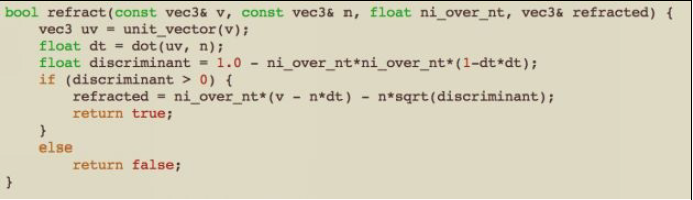 bool refract(const vec3& v, const vec3& n, float ni_over_nt, vec3& refracted) {
    vec3 uv = unit_vector(v);
    float dt = dot(uv, n);
    float discriminant = 1.0 - ni_over_nt*ni_over_nt*(1-dt*dt);
    if (discriminant > 0) {
        refracted = ni_over_nt*(v - n*dt) - n*sqrt(discriminant);
        return true;
    }
    else
        return false;
}